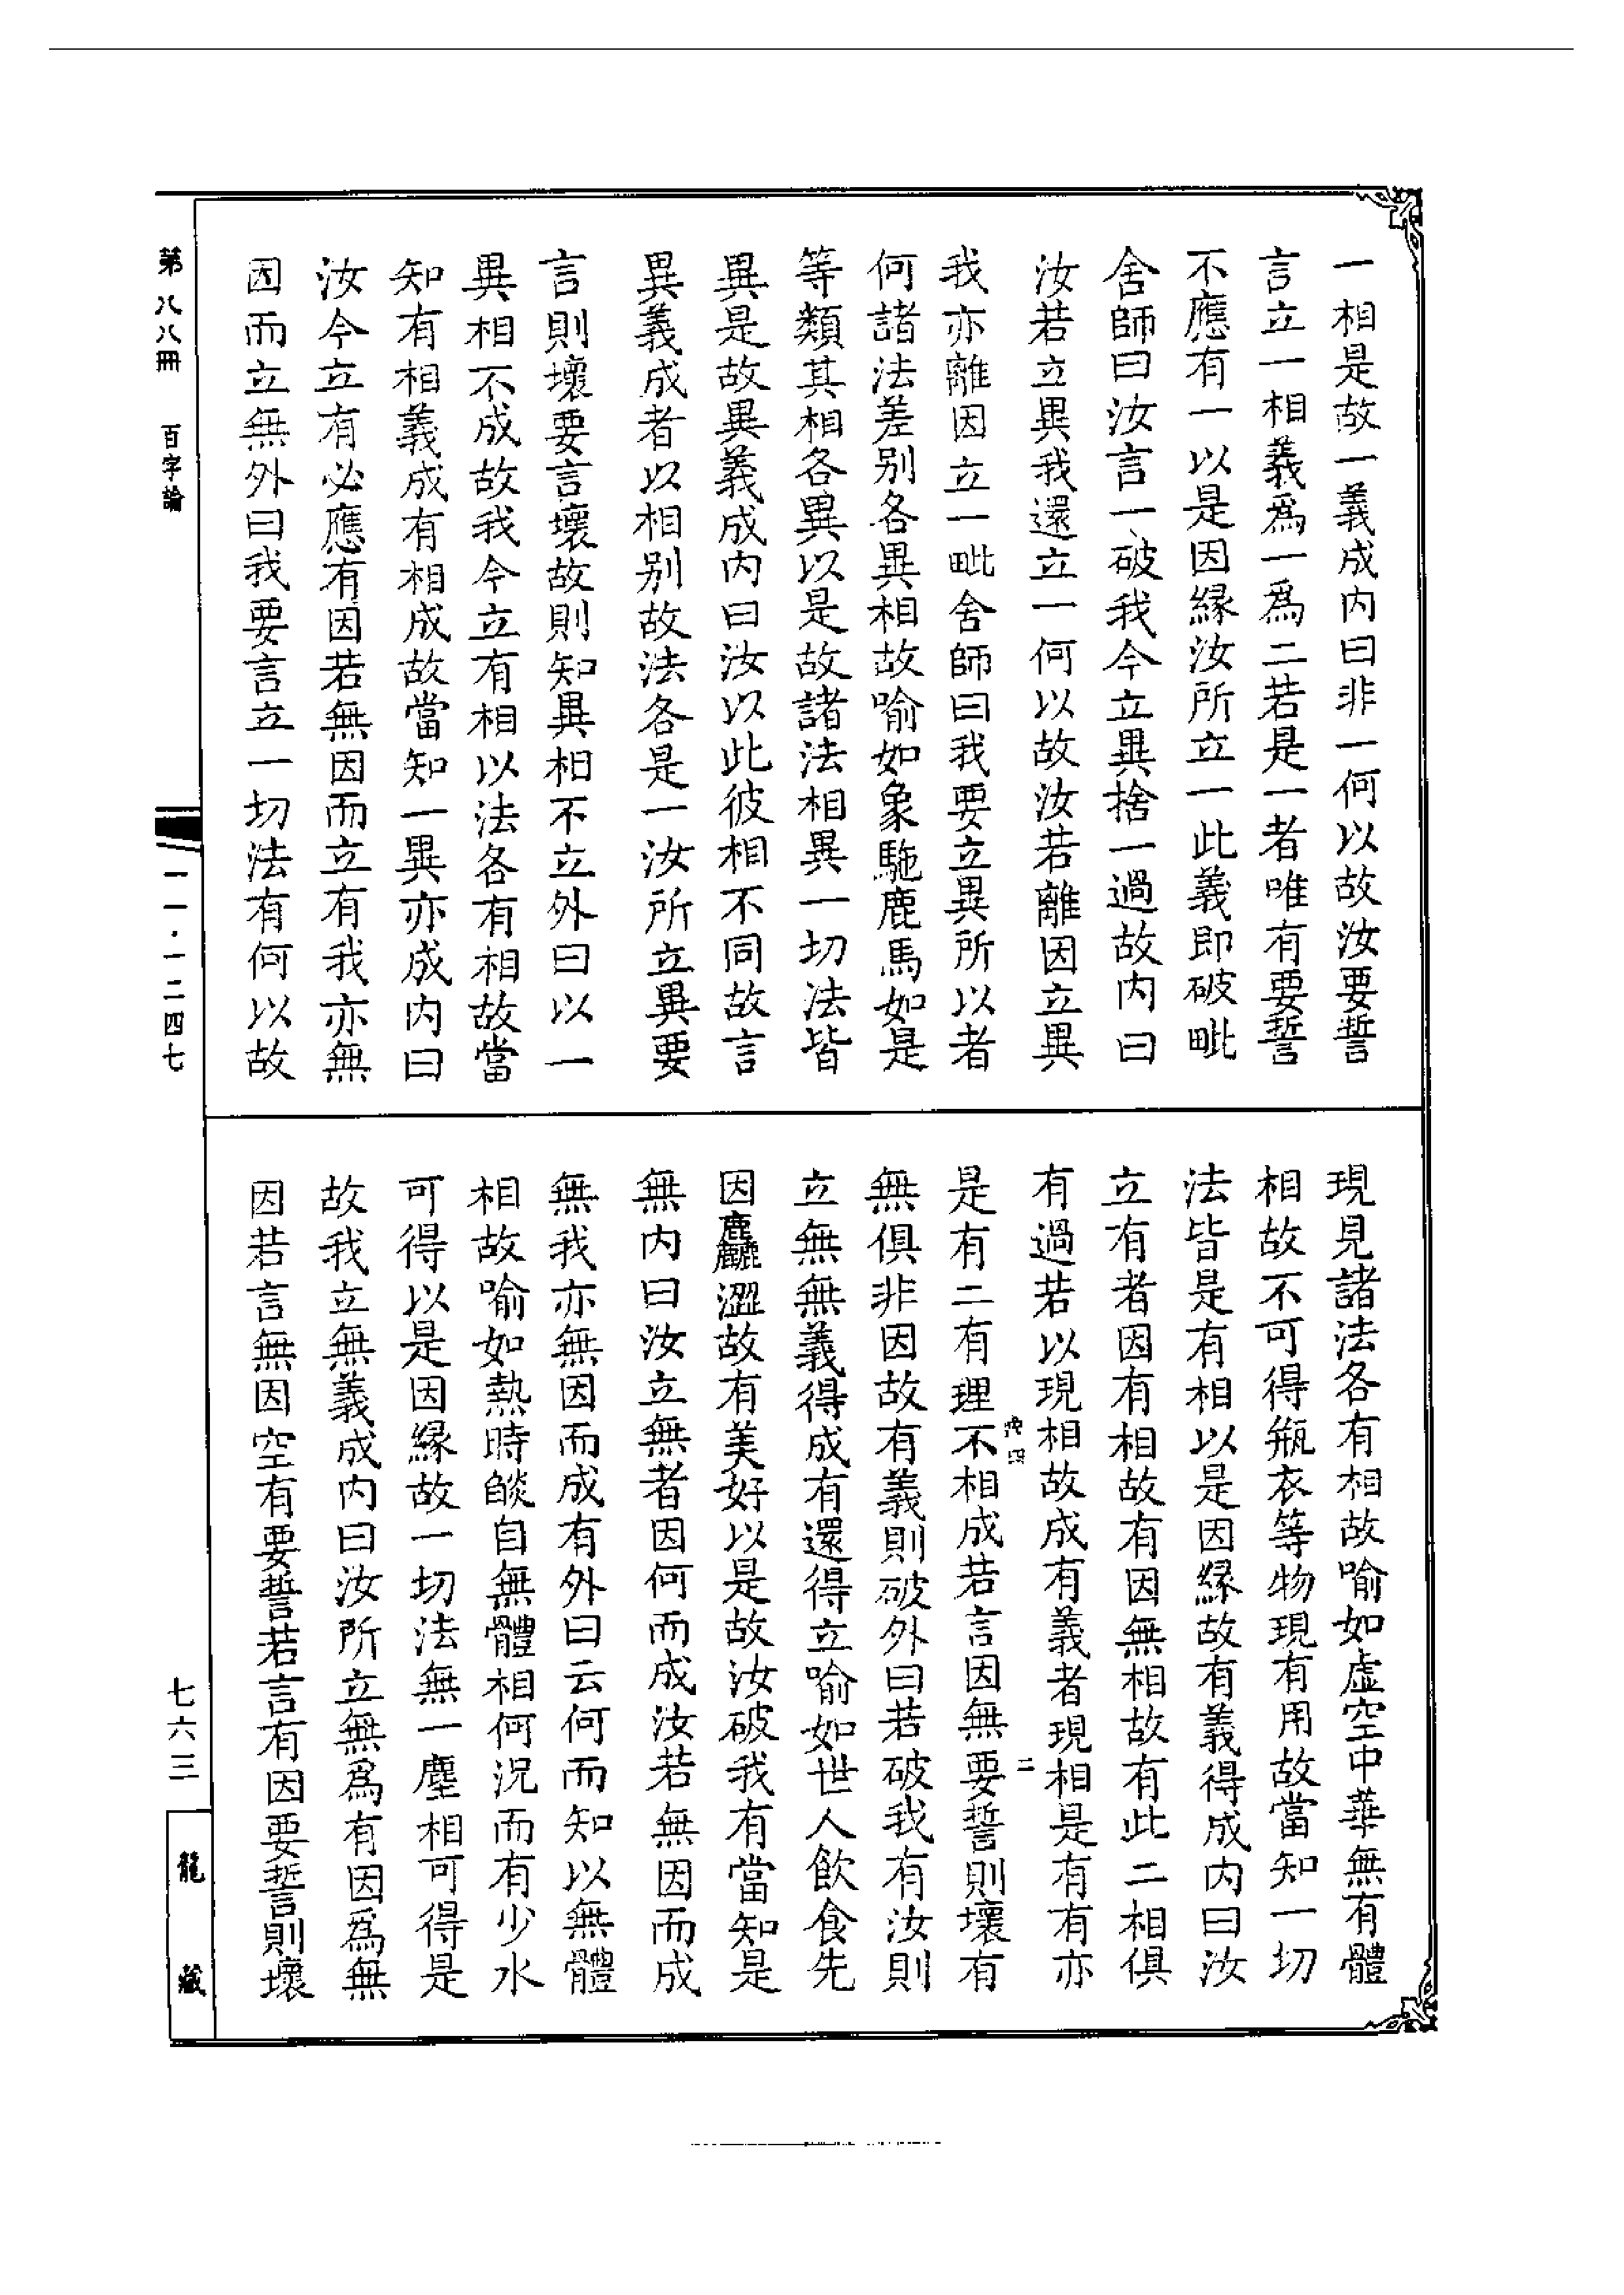 一相是故一義成内曰非一何以故汝要誓
言立一相義爲一爲二若是一者唯有要誓
不應有一以是因縁汝所立一此義即破毗
舍師曰汝言一破我今立異捨一過故内曰
汝若立異我還立一何以故汝若離因立異
我亦離因立一毗舍師曰我要立異所以者
何諸法差别各異相故喻如象馳鹿馬如是
等類其相各異以是故諸法相異一切法皆
異是故異義成内曰汝以此彼相不同故言
異義成者以相别故法各是一汝所立異要
言則壞要言壞故則知異相不立外曰以一
異相不成故我今立有相以法各有相故當
知有相義成有相成故當知一異亦成内曰
汝今立有必應有因若無因而立有我亦無
因而立無外曰我要言立一切法有何以故
現見諸法各有相故喻如虚空中華無有體
相故不可得瓶衣等物現有用故當知一切
法皆是有相以是因縁故有義得成内曰汝
立有者因有相故有因無相故有此二相俱
有過若以現相故成有義者現相是有有亦
是有二有理不相成若言因無要誓則壞有
無俱非因故有義則破外曰若破我有汝則
立無無義得成有還得立喻如世人飲食先
因麤澀故有美好以是故汝破我有當知是
無内曰汝立無者因何而成汝若無因而成
無我亦無因而成有外曰云何而知以無體
相故喻如熱時燄自無體相何況而有少水
可得以是因縁故一切法無一塵相可得是
故我立無義成内曰汝所立無爲有因爲無
因若言無因空有要誓若言有因要誓則壞
二
第八八冊 百字論
一一·一二四七
七六三
龍藏